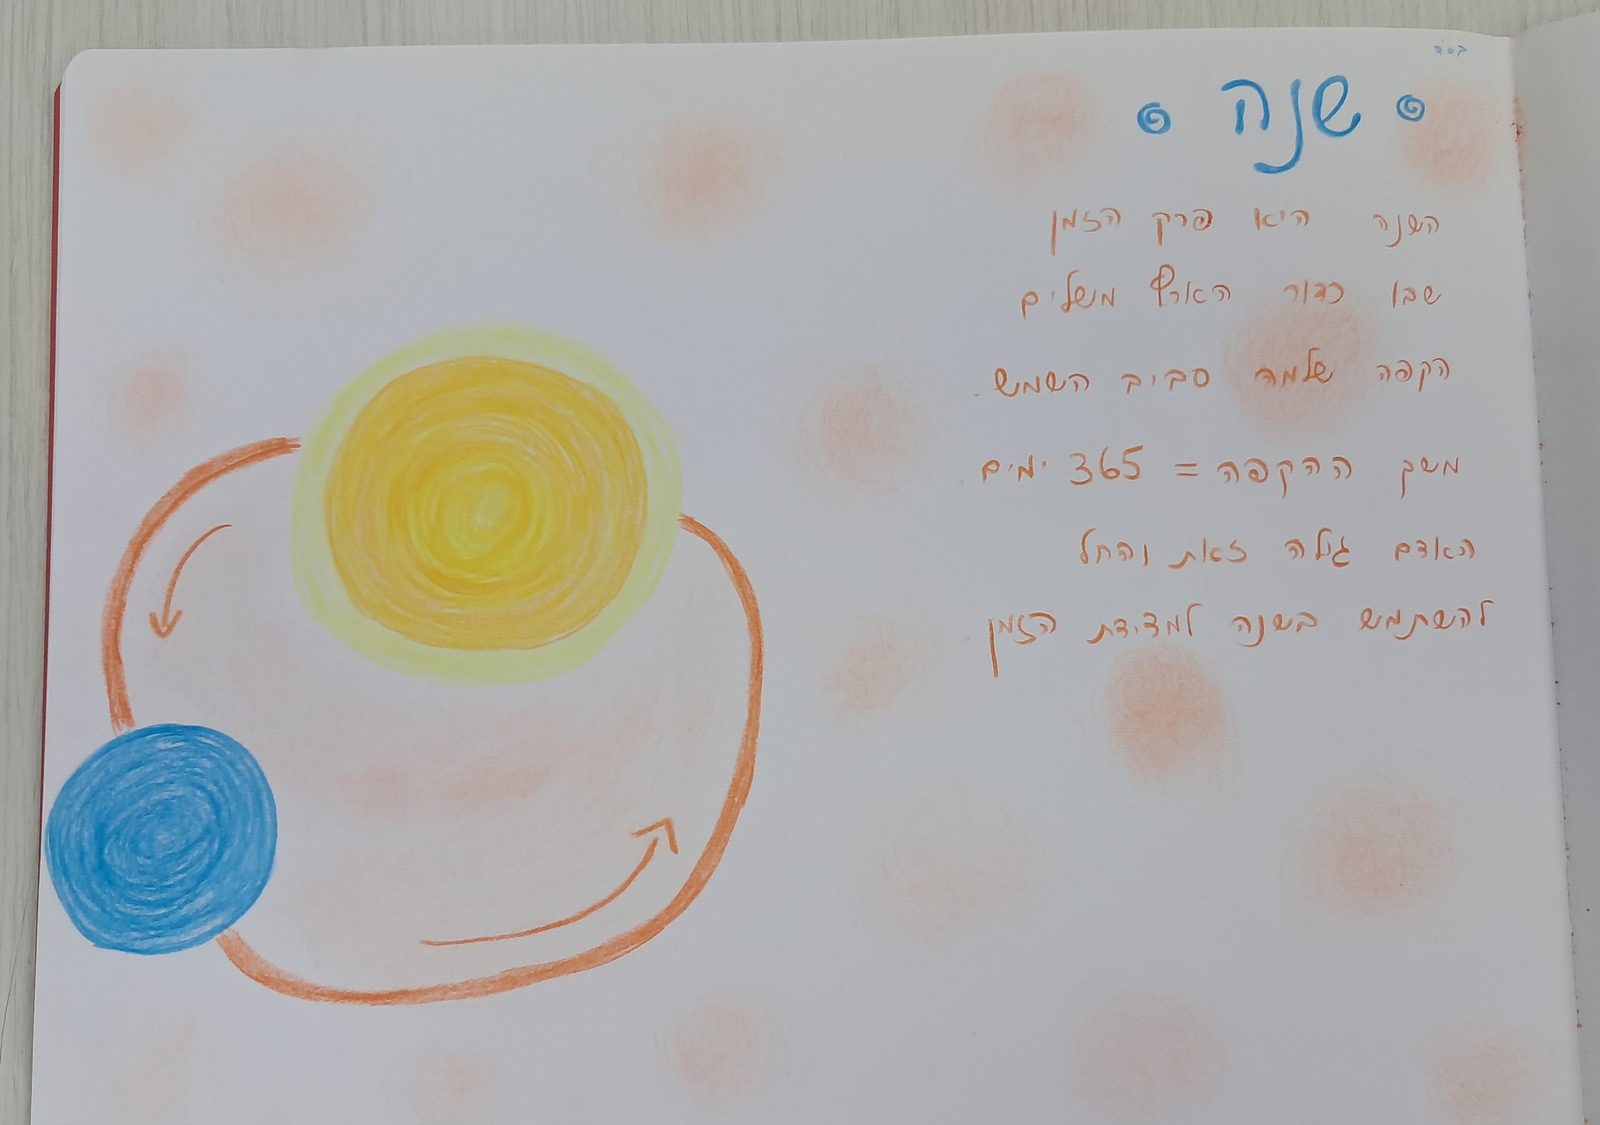 בס"ד
שנה
השנה היא פרק הזמן
שבו כדור הארץ משלים
הקפה שלמה סביב השמש.
משך ההקפה = 365 ימים.
האדם גילה זאת והחל
להשתמש בשנה למדידת הזמן.